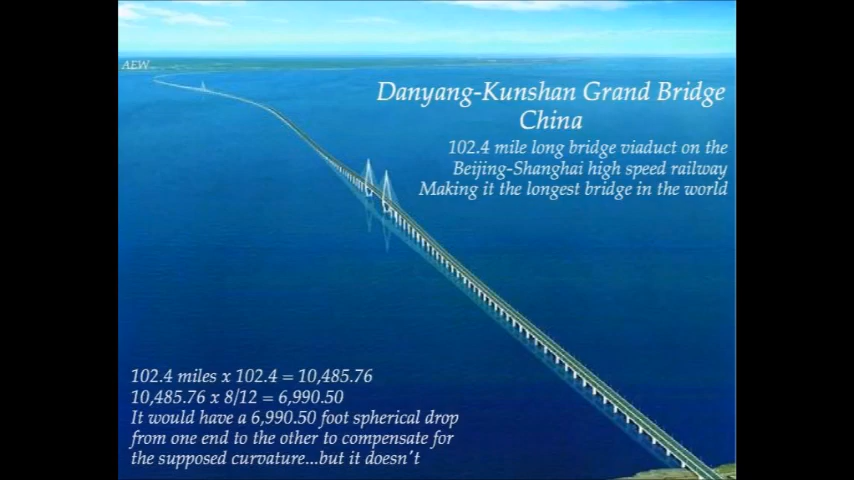 AEW
Danyang-Kunshan Grand Bridge
China
102.4 mile long bridge viaduct on the
Beijing-Shanghai high speed railway
Making it the longest bridge in the world
102.4 miles x 102.4 = 10,485.76
10,485.76 x 8/12 = 6,990.50
It would have a 6,990.50 foot spherical drop
from one end to the other to compensate for
the supposed curvature...but it doesn't